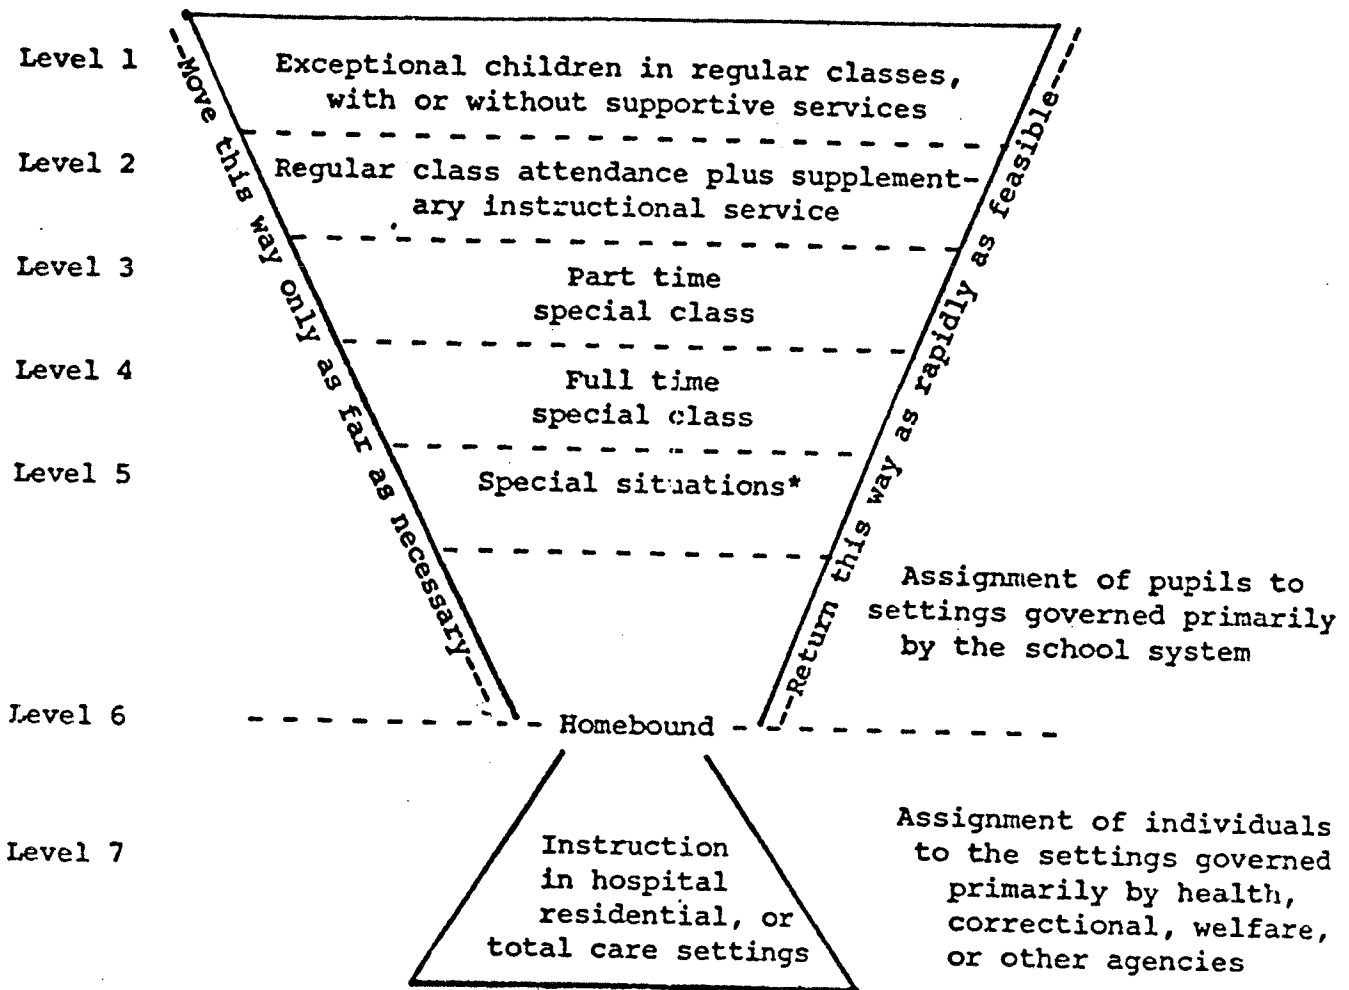 Level 1
Exceptional children in regular classes,
with or without supportive services
Level 2
Regular class attendance plus supplement-
ary instructional service
Level 3
Part time
special class
Level 4
Full time
special class
Level 5
Special situations*
---Move this way only as far as necessary-----
---Return this way as rapidly as feasible-----
Assignment of pupils to
settings governed primarily
by the school system
Level 6
Homebound
Level 7
Instruction
in hospital
residential, or
total care settings
Assignment of individuals
to the settings governed
primarily by health,
correctional, welfare,
or other agencies